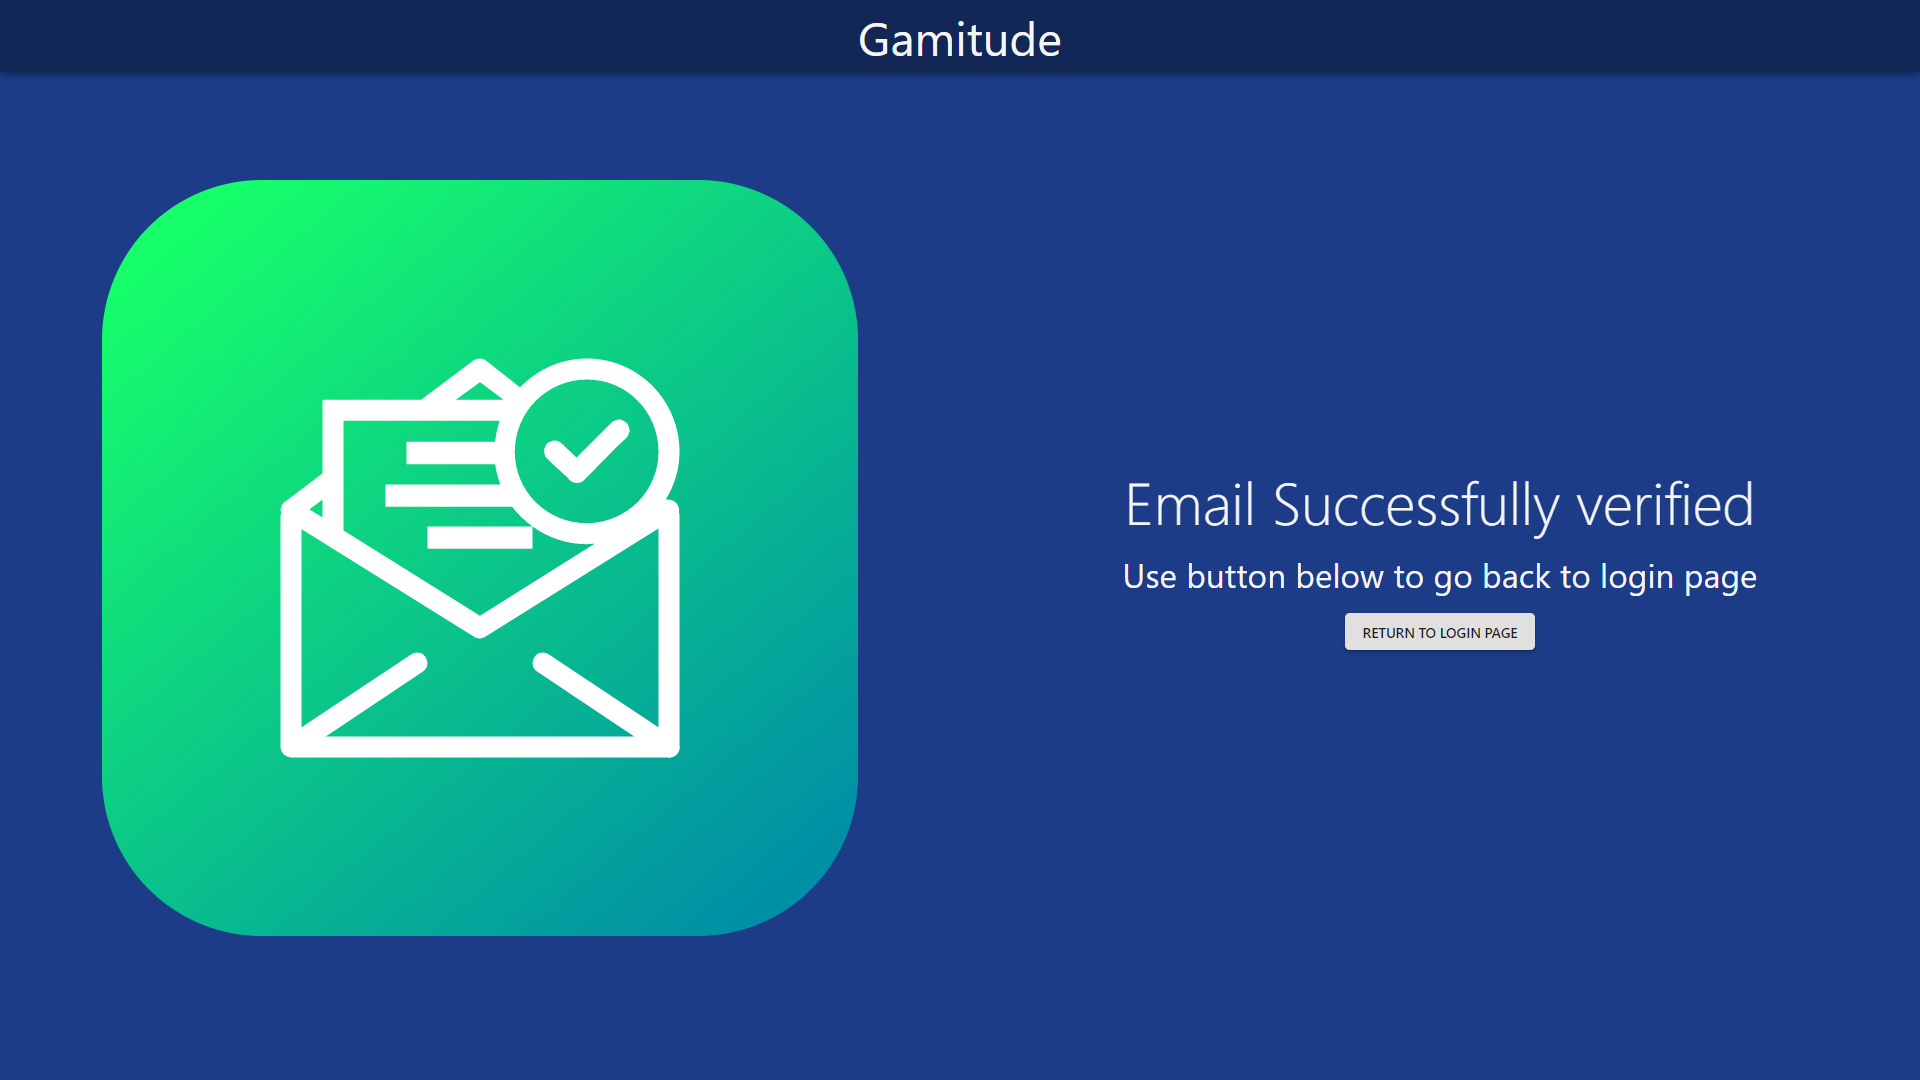 Gamitude
Email Successfully verified
Use button below to go back to login page
RETURN TO LOGIN PAGE